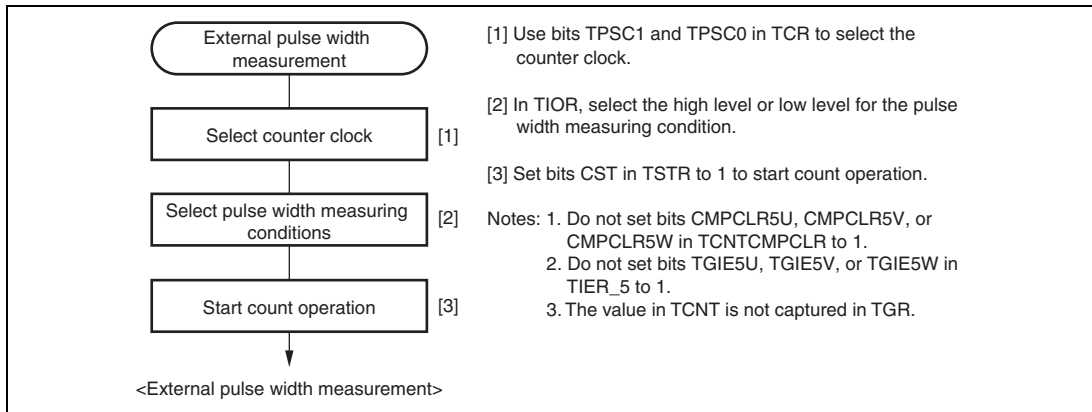 External pulse width
measurement
Select counter clock
[1]
Select pulse width measuring
conditions
[2]
Start count operation
[3]
<External pulse width measurement>
[1] Use bits TPSC1 and TPSC0 in TCR to select the
counter clock.
[2] In TIOR, select the high level or low level for the pulse
width measuring condition.
[3] Set bits CST in TSTR to 1 to start count operation.
Notes: 1. Do not set bits CMPCLR5U, CMPCLR5V, or
CMPCLR5W in TCNTCMPCLR to 1.
2. Do not set bits TGIE5U, TGIE5V, or TGIE5W in
TIER_5 to 1.
3. The value in TCNT is not captured in TGR.